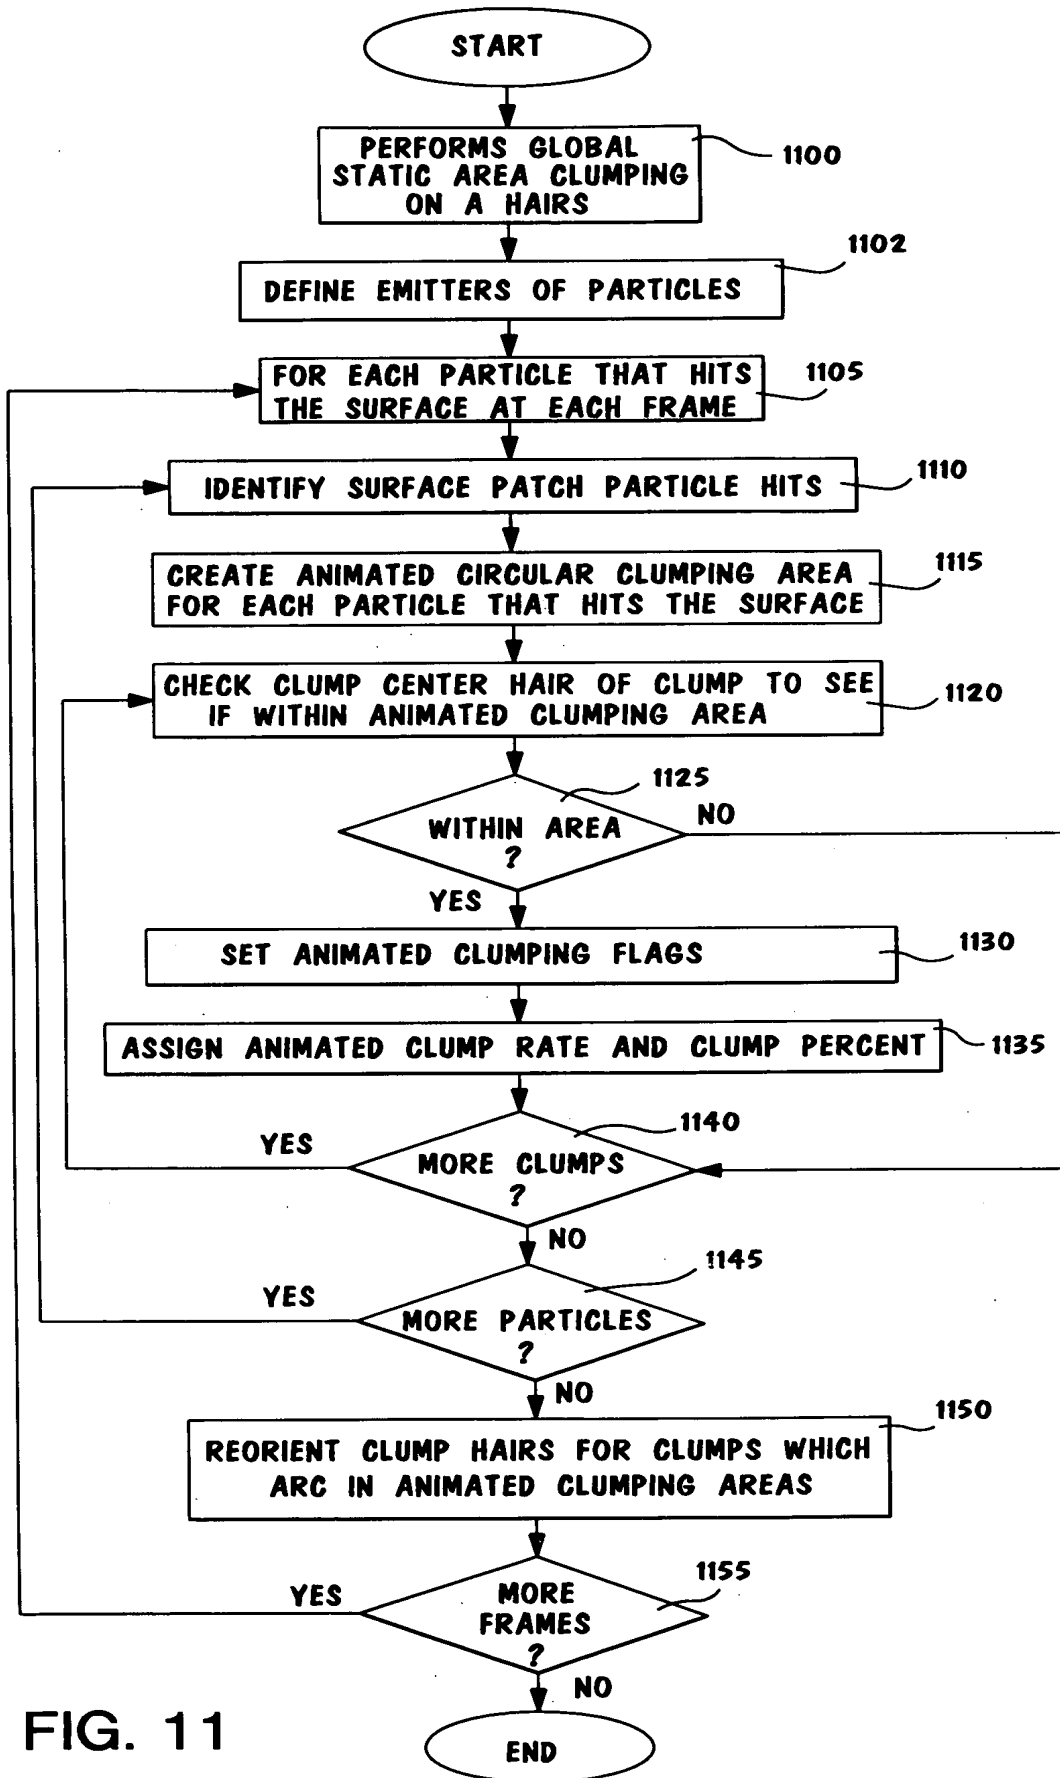 START
PERFORMS GLOBAL
STATIC AREA CLUMPING
ON A HAIRS
1100
1102
DEFINE EMITTERS OF PARTICLES
FOR EACH PARTICLE THAT HITS
THE SURFACE AT EACH FRAME
1105
IDENTIFY SURFACE PATCH PARTICLE HITS
1110
CREATE ANIMATED CIRCULAR CLUMPING AREA
FOR EACH PARTICLE THAT HITS THE SURFACE
1115
CHECK CLUMP CENTER HAIR OF CLUMP TO SEE
IF WITHIN ANIMATED CLUMPING AREA
1120
1125
WITHIN AREA
?
NO
YES
SET ANIMATED CLUMPING FLAGS
1130
ASSIGN ANIMATED CLUMP RATE AND CLUMP PERCENT
1135
1140
YES
MORE CLUMPS
?
NO
1145
YES
MORE PARTICLES
?
NO
1150
REORIENT CLUMP HAIRS FOR CLUMPS WHICH
ARC IN ANIMATED CLUMPING AREAS
1155
YES
MORE
FRAMES
?
NO
END
FIG. 11